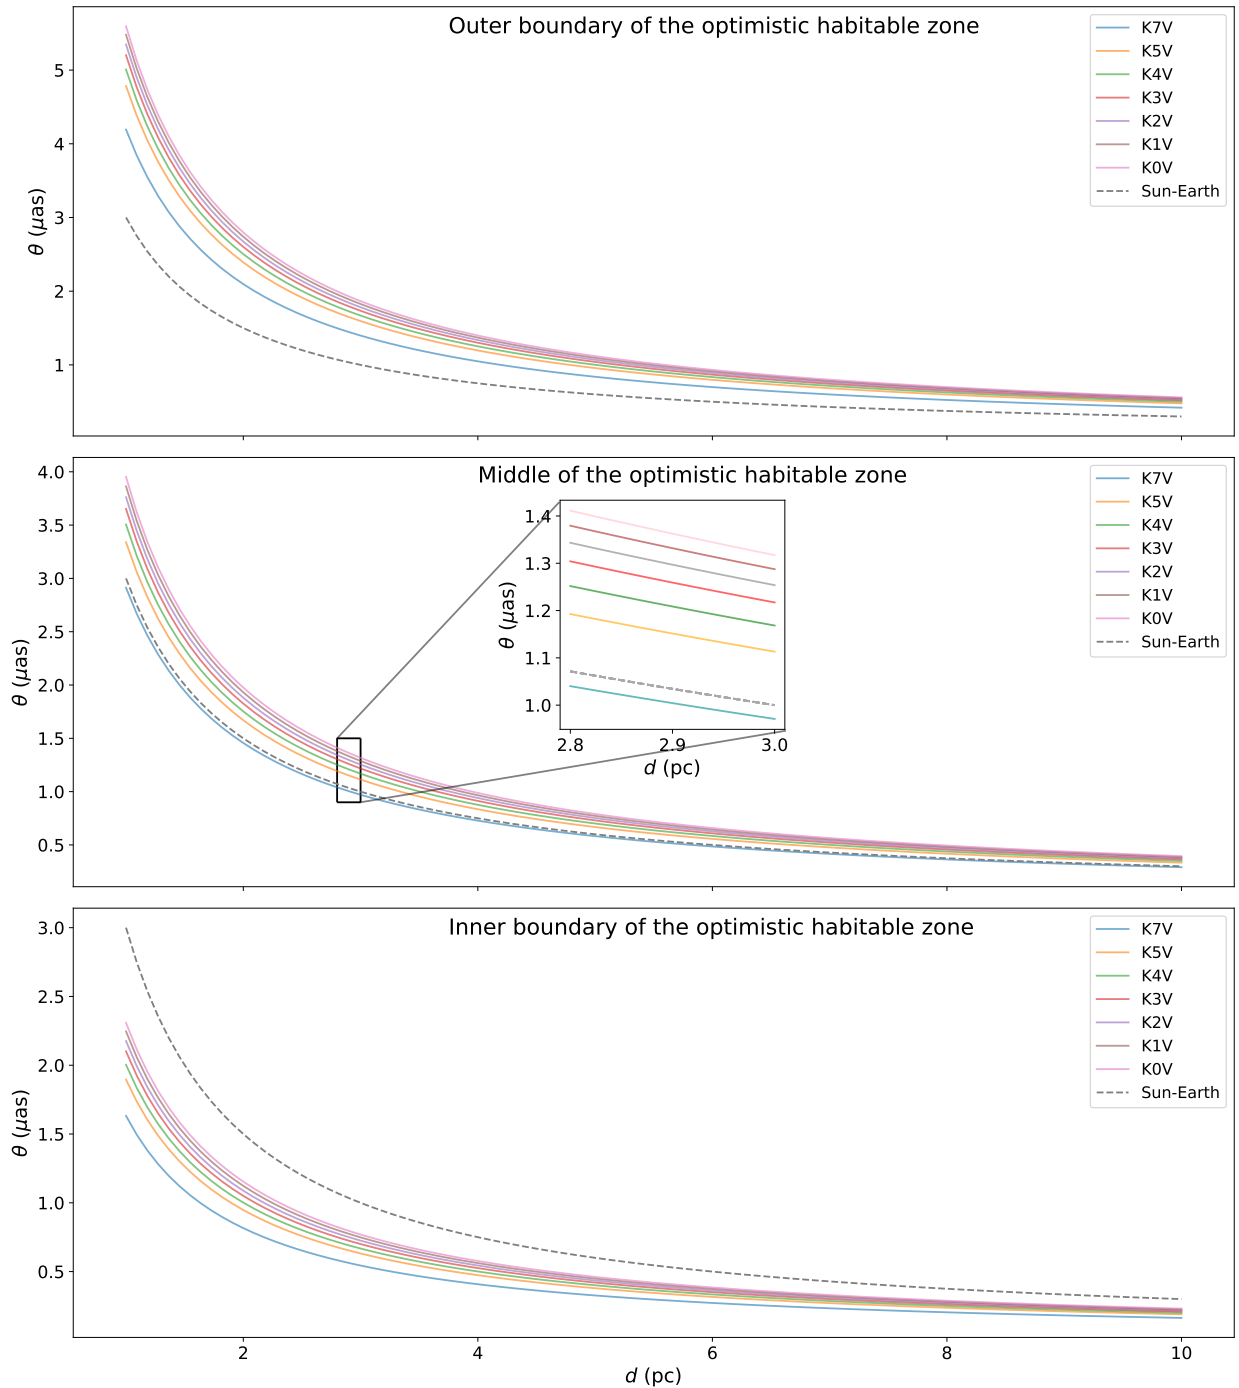 Outer boundary of the optimistic habitable zone
K7V
K5V
K4V
K3V
K2V
K1V
K0V
Sun-Earth
5
4
3
2
1
θ (μas)
Middle of the optimistic habitable zone
K7V
K5V
K4V
K3V
K2V
K1V
K0V
Sun-Earth
4.0
3.5
3.0
2.5
2.0
1.5
1.0
0.5
θ (μas)
1.4
1.3
1.2
1.1
1.0
θ (μas)
2.8 2.9 3.0
d (pc)
Inner boundary of the optimistic habitable zone
K7V
K5V
K4V
K3V
K2V
K1V
K0V
Sun-Earth
3.0
2.5
2.0
1.5
1.0
0.5
θ (μas)
2 4 6 8 10
d (pc)